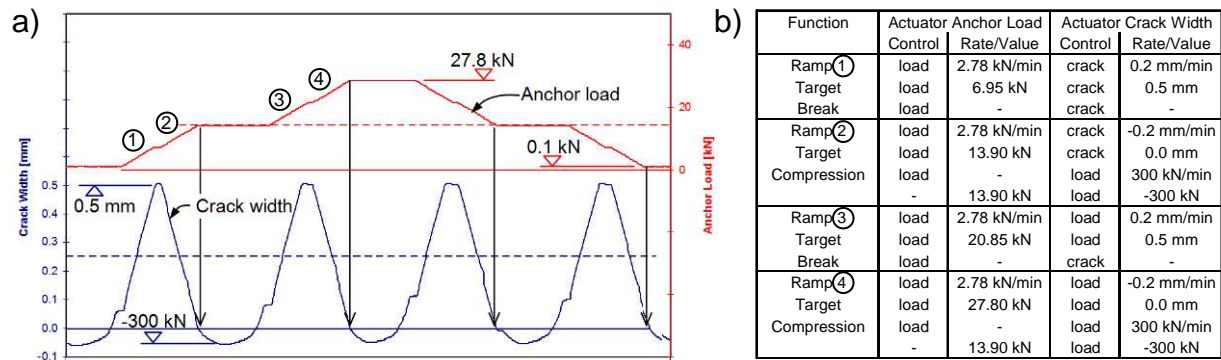 a)
40
20
0
Anchor Load [kN]
27.8 kN
Anchor load
0.1 kN
1
2
3
4
Crack Width [mm]
0.5
0.4
0.3
0.2
0.1
0.0
-0.1
0.5 mm
Crack width
-300 kN
b)
Function Actuator Anchor Load Actuator Crack Width
Control Rate/Value Control Rate/Value
Ramp 1 load 2.78 kN/min crack 0.2 mm/min
Target load 6.95 kN crack 0.5 mm
Break load - crack -
Ramp 2 load 2.78 kN/min crack -0.2 mm/min
Target load 13.90 kN crack 0.0 mm
Compression load - load 300 kN/min
- 13.90 kN load -300 kN
Ramp 3 load 2.78 kN/min load 0.2 mm/min
Target load 20.85 kN load 0.5 mm
Break load - crack -
Ramp 4 load 2.78 kN/min load -0.2 mm/min
Target load 27.80 kN load 0.0 mm
Compression load - load 300 kN/min
- 13.90 kN load -300 kN